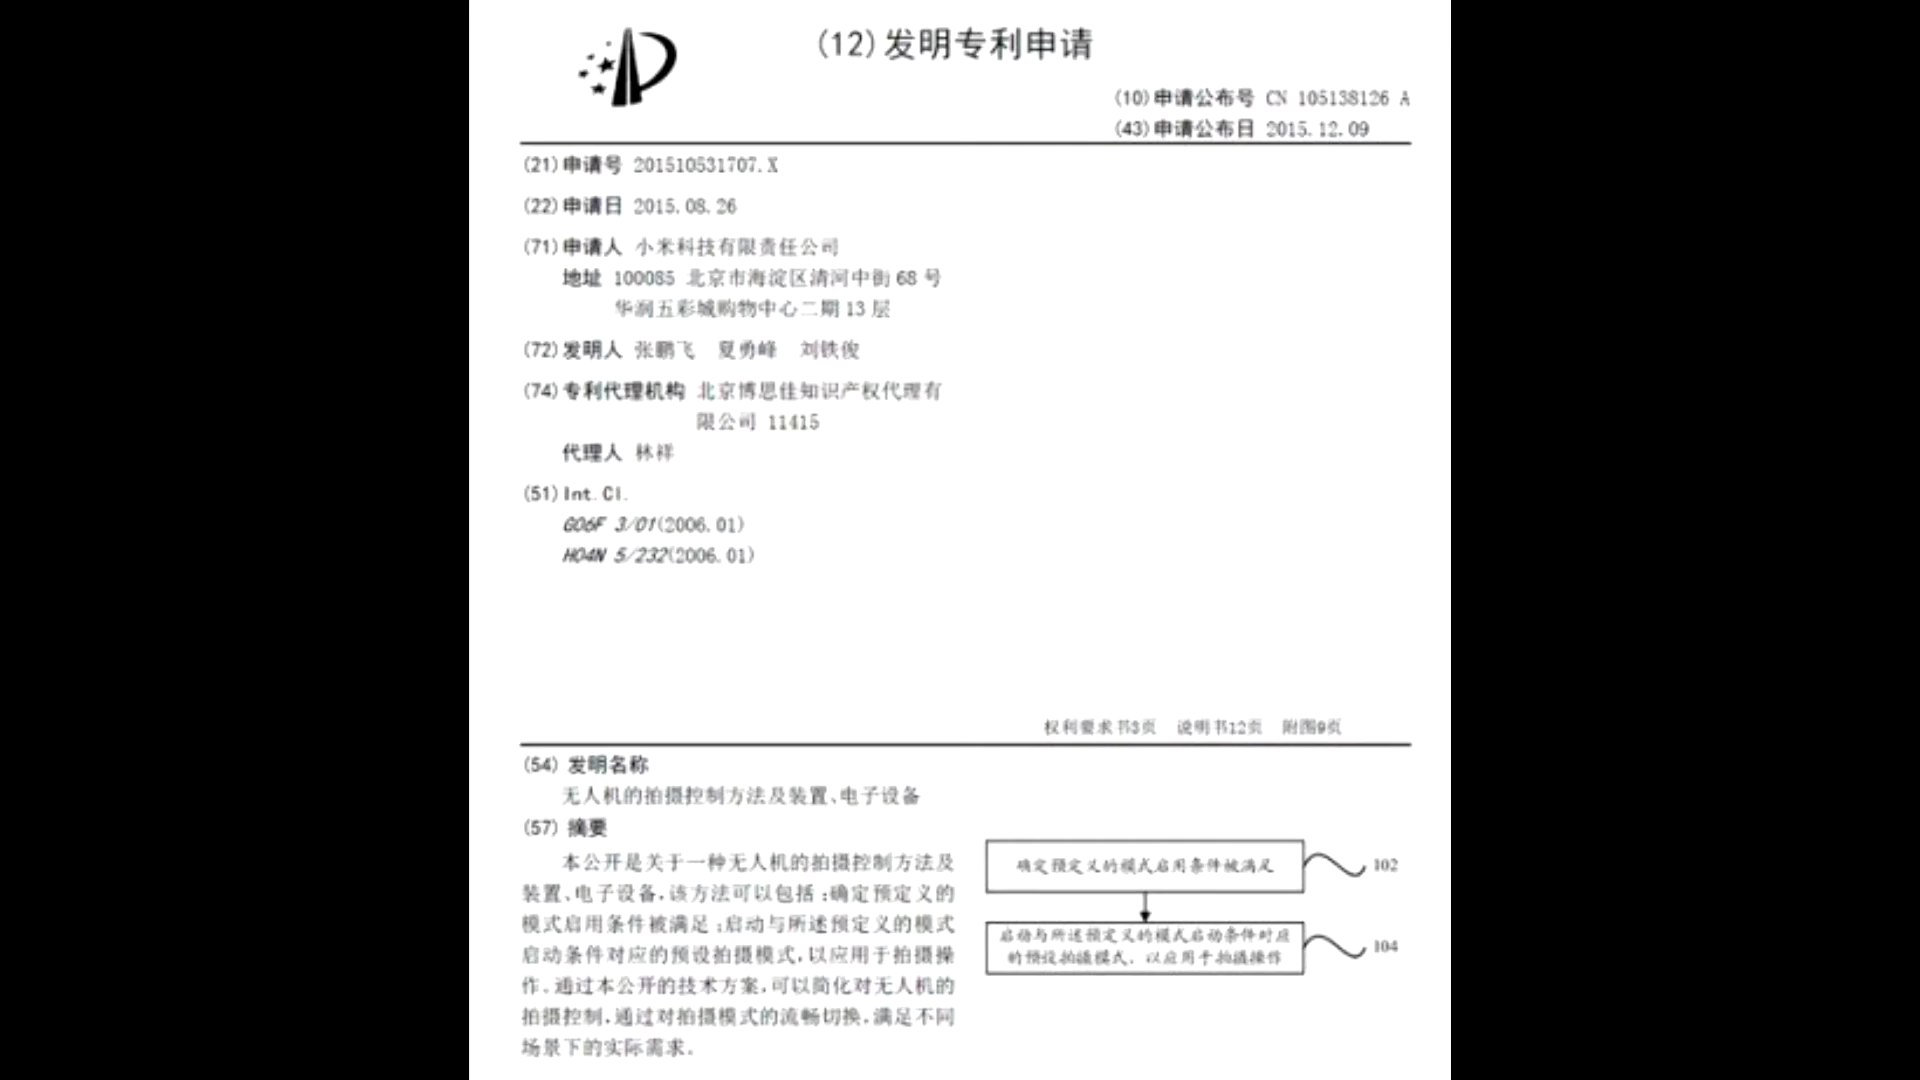 (12)发明专利申请
(10)申请公布号 CN 105138126 A
(43)申请公布日 2015.12.09
(21)申请号 201510531707.X
(22)申请日 2015.08.26
(71)申请人 小米科技有限责任公司
地址 100085 北京市海淀区清河中街 68 号
华润五彩城购物中心二期 13 层
(72)发明人 张鹏飞 夏勇峰 刘铁俊
(74)专利代理机构 北京博思佳知识产权代理有
限公司 11415
代理人 林祥
(51)Int.Cl.
G06F 3/01(2006.01)
H04N 5/232(2006.01)
权利要求书3页 说明书12页 附图9页
(54)发明名称
无人机的拍摄控制方法及装置、电子设备
(57)摘要
本公开是关于一种无人机的拍摄控制方法及
装置、电子设备,该方法可以包括:确定预定义的
模式启用条件被满足;启动与所述预定义的模式
启动条件对应的预设拍摄模式,以应用于拍摄操
作。通过本公开的技术方案,可以简化对无人机的
拍摄控制,通过对拍摄模式的流畅切换,满足不同
场景下的实际需求。
确定预定义的模式启用条件被满足
102
启动与所述预定义的模式启动条件对应
的预设拍摄模式,以应用于拍摄操作
104